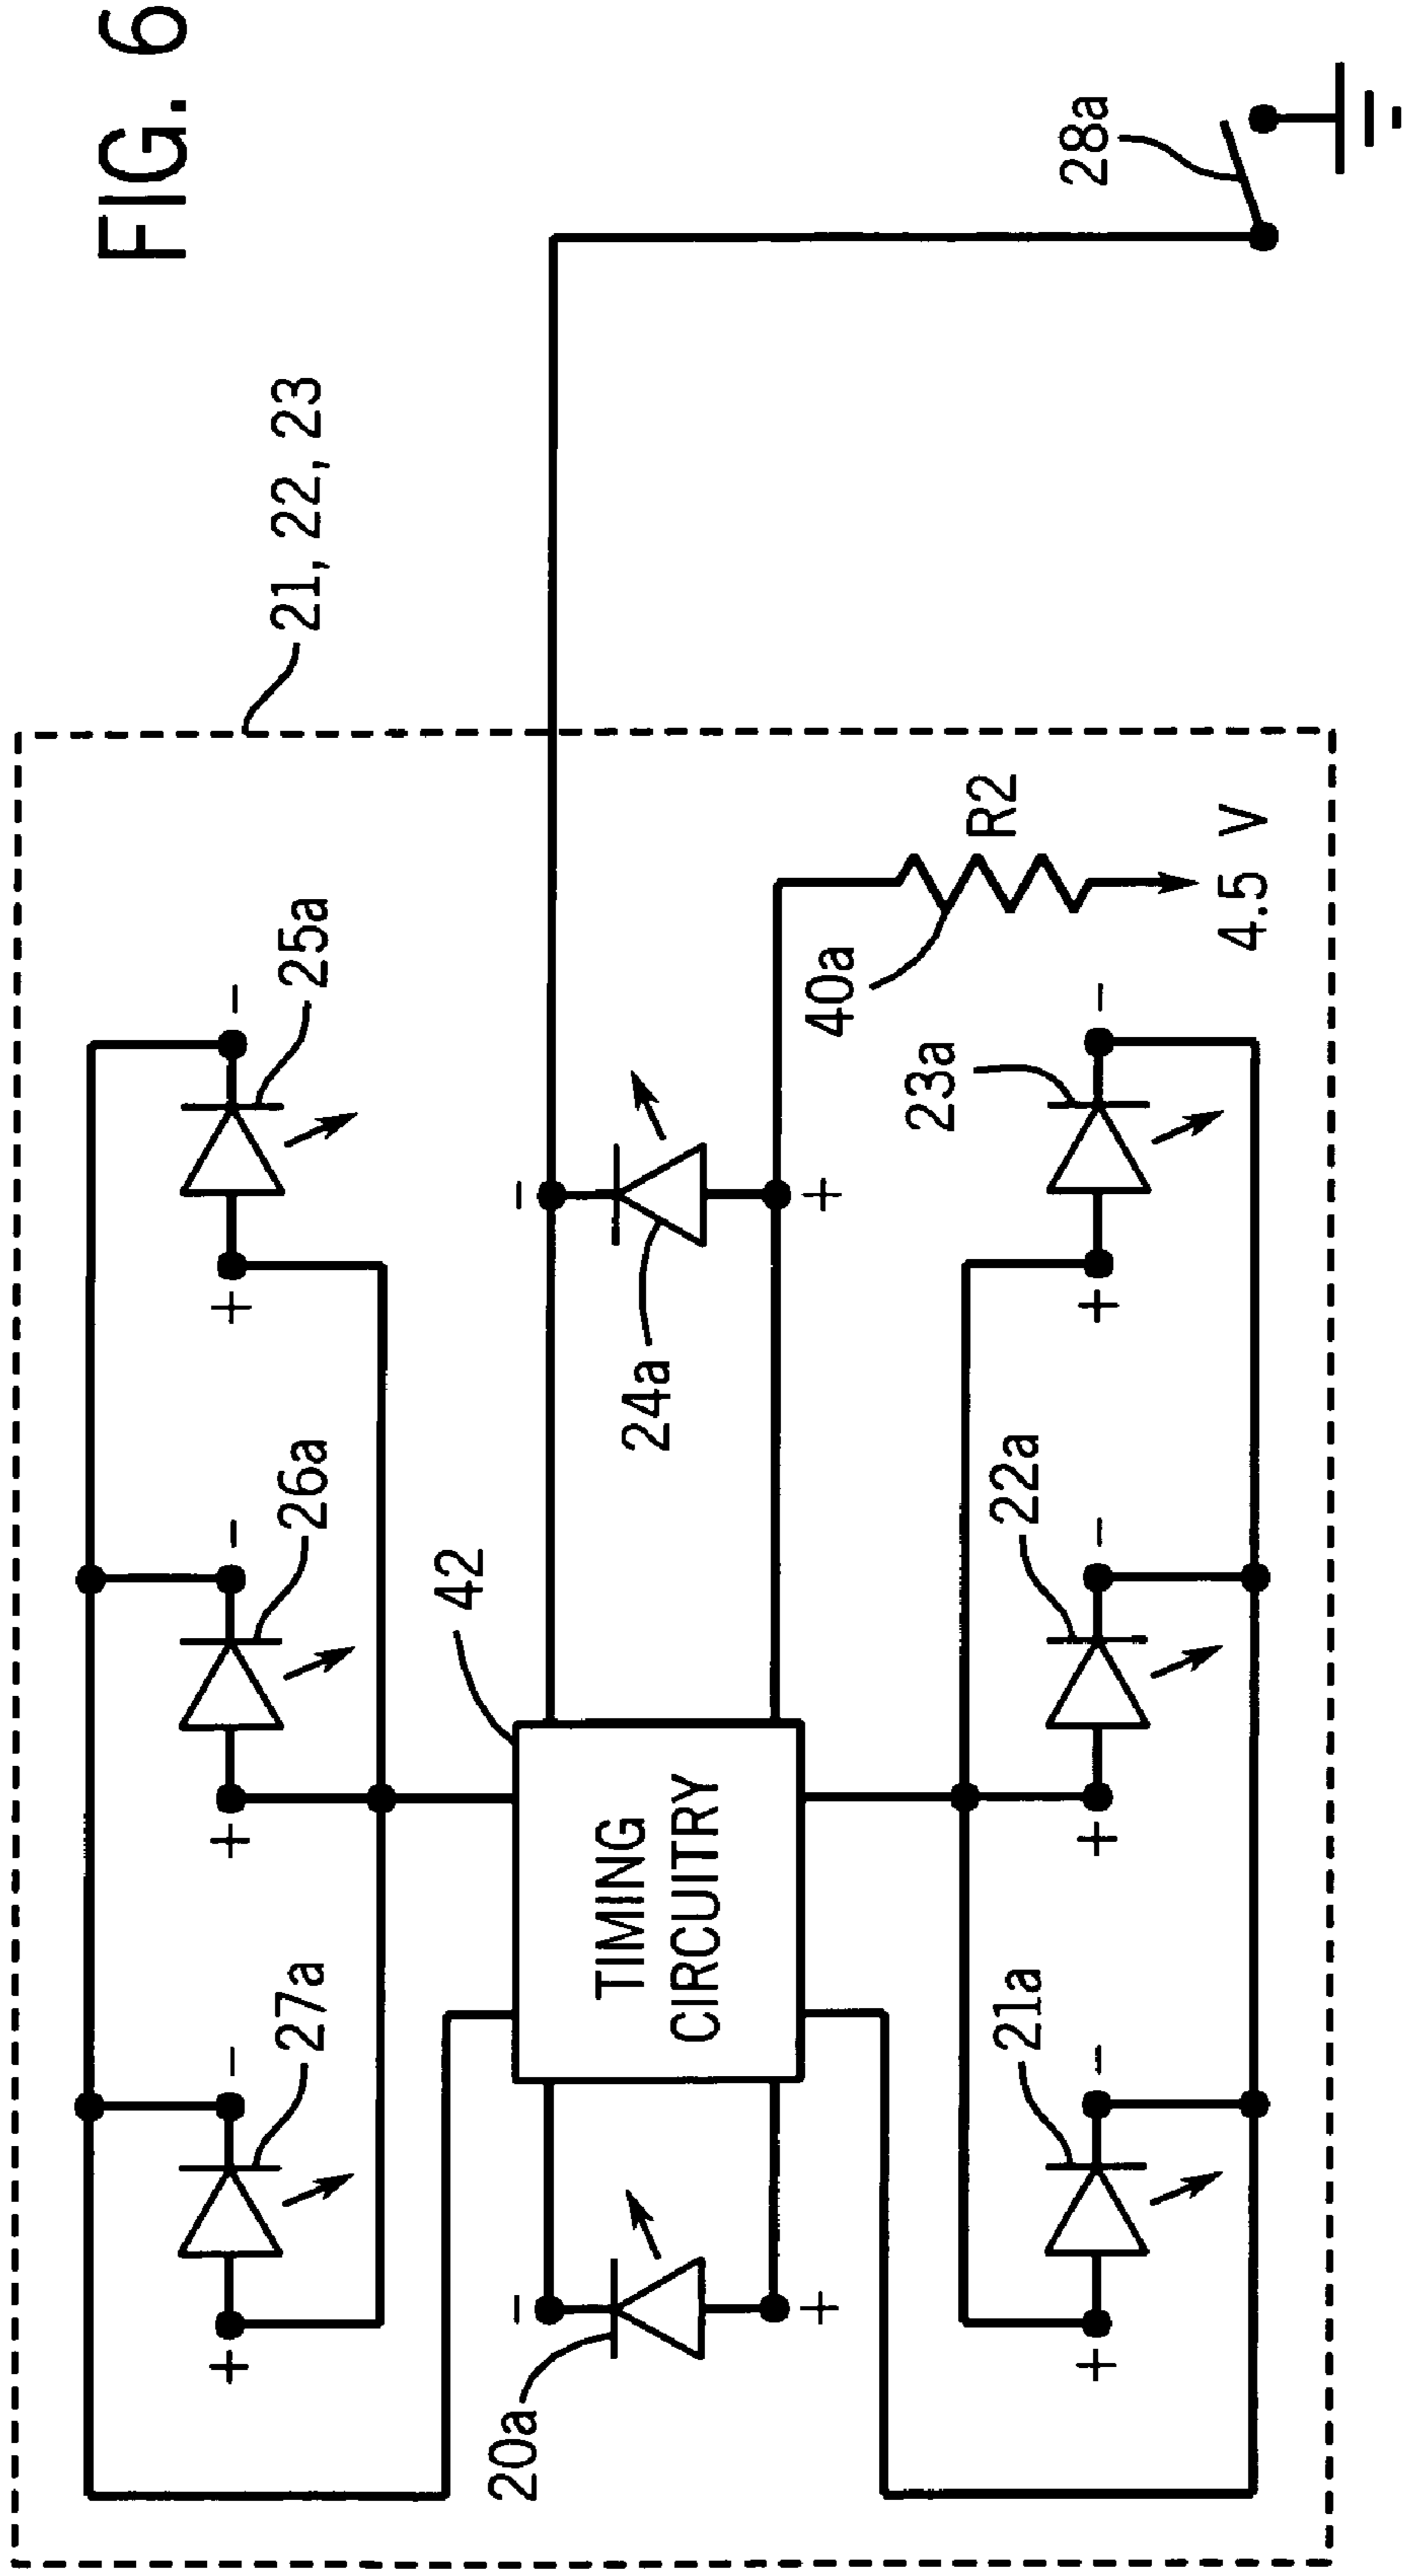 FIG. 6
21, 22, 23
27a
-
+
26a
-
+
25a
-
+
42
28a
20a
-
+
TIMING
CIRCUITRY
24a
-
+
40a
R2
4.5 V
21a
-
+
22a
-
+
23a
-
+